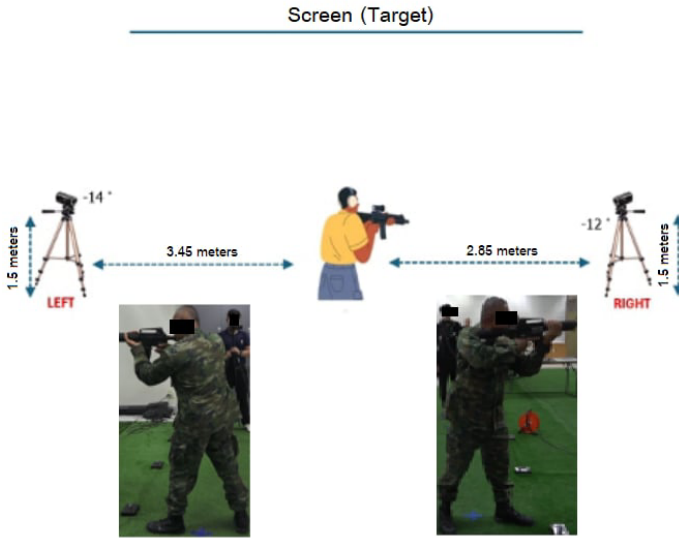 Screen (Target)
-14 °
-12°
1.5 meters
3.45 meters
2.85 meters
1.5 meters
LEFT
RIGHT